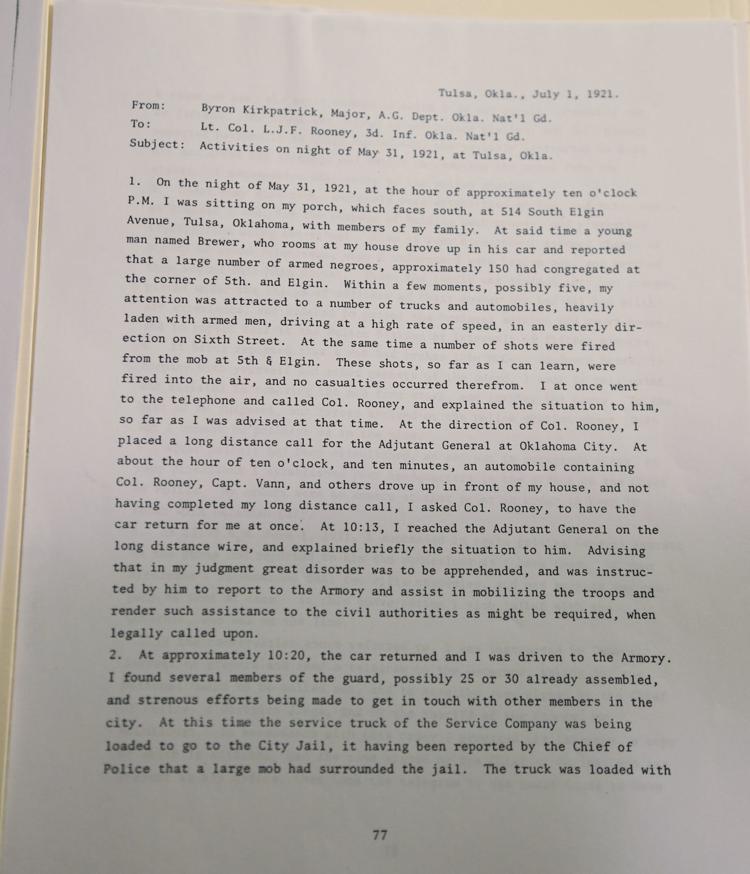 Tulsa, Okla., July 1, 1921.
From: Byron Kirkpatrick, Major, A.G. Dept. Okla. Nat'l Gd.
To: Lt. Col. L.J.F. Rooney, 3d. Inf. Okla. Nat'l Gd.
Subject: Activities on night of May 31, 1921, at Tulsa, Okla.
1. On the night of May 31, 1921, at the hour of approximately ten o'clock
P.M. I was sitting on my porch, which faces south, at 514 South Elgin
Avenue, Tulsa, Oklahoma, with members of my family. At said time a young
man named Brewer, who rooms at my house drove up in his car and reported
that a large number of armed negroes, approximately 150 had congregated at
the corner of 5th. and Elgin. Within a few moments, possibly five, my
attention was attracted to a number of trucks and automobiles, heavily
laden with armed men, driving at a high rate of speed, in an easterly dir-
ection on Sixth Street. At the same time a number of shots were fired
from the mob at 5th & Elgin. These shots, so far as I can learn, were
fired into the air, and no casualties occurred therefrom. I at once went
to the telephone and called Col. Rooney, and explained the situation to him,
so far as I was advised at that time. At the direction of Col. Rooney, I
placed a long distance call for the Adjutant General at Oklahoma City. At
about the hour of ten o'clock, and ten minutes, an automobile containing
Col. Rooney, Capt. Vann, and others drove up in front of my house, and not
having completed my long distance call, I asked Col. Rooney, to have the
car return for me at once. At 10:13, I reached the Adjutant General on the
long distance wire, and explained briefly the situation to him. Advising
that in my judgment great disorder was to be apprehended, and was instruc-
ted by him to report to the Armory and assist in mobilizing the troops and
render such assistance to the civil authorities as might be required, when
legally called upon.
2. At approximately 10:20, the car returned and I was driven to the Armory.
I found several members of the guard, possibly 25 or 30 already assembled,
and strenous efforts being made to get in touch with other members in the
city. At this time the service truck of the Service Company was being
loaded to go to the City Jail, it having been reported by the Chief of
Police that a large mob had surrounded the jail. The truck was loaded with
77